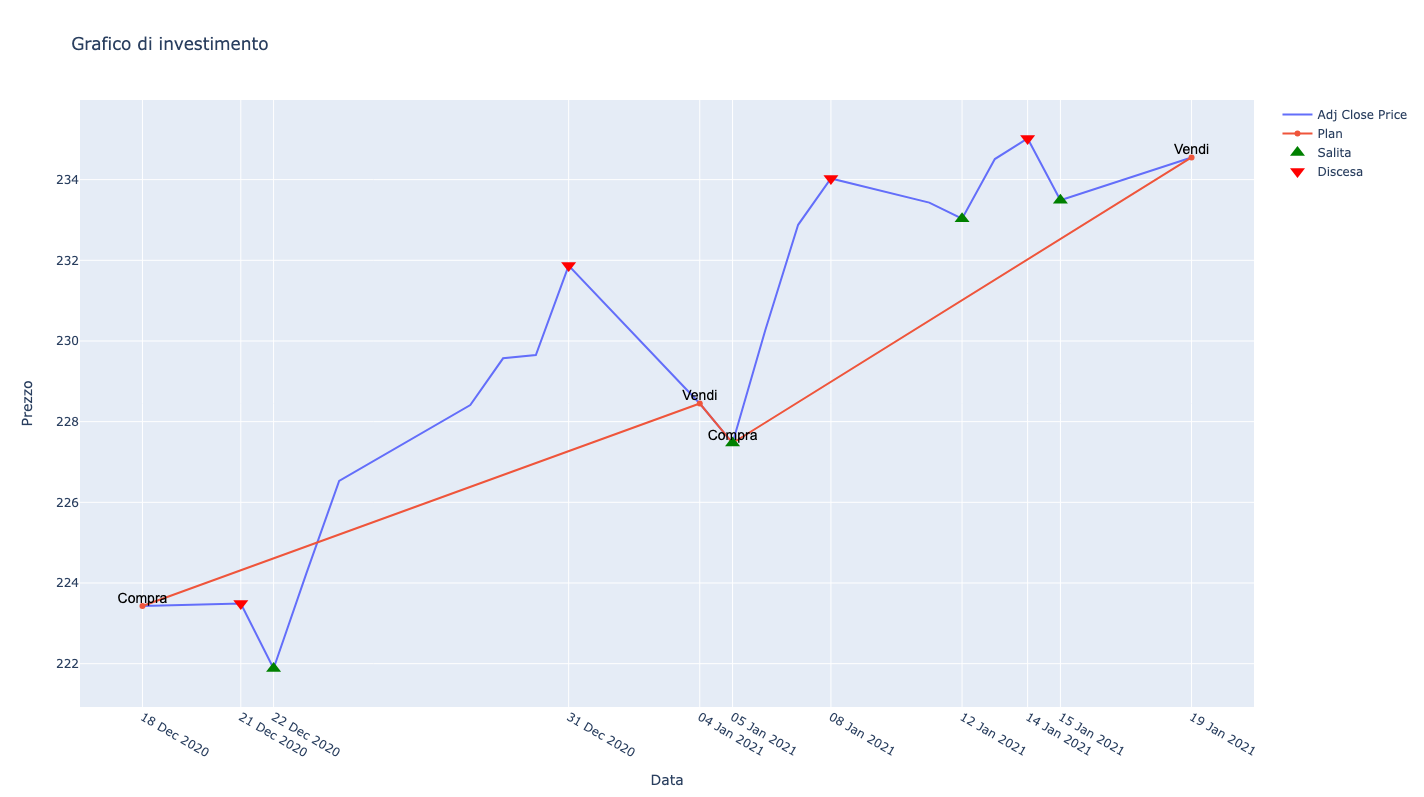 Grafico di investimento
Adj Close Price
Plan
Salita
Discesa
Prezzo
234
232
230
228
226
224
222
Compra
Vendi
Compra
Vendi
18 Dec 2020
21 Dec 2020
22 Dec 2020
31 Dec 2020
04 Jan 2021
05 Jan 2021
08 Jan 2021
12 Jan 2021
14 Jan 2021
15 Jan 2021
19 Jan 2021
Data